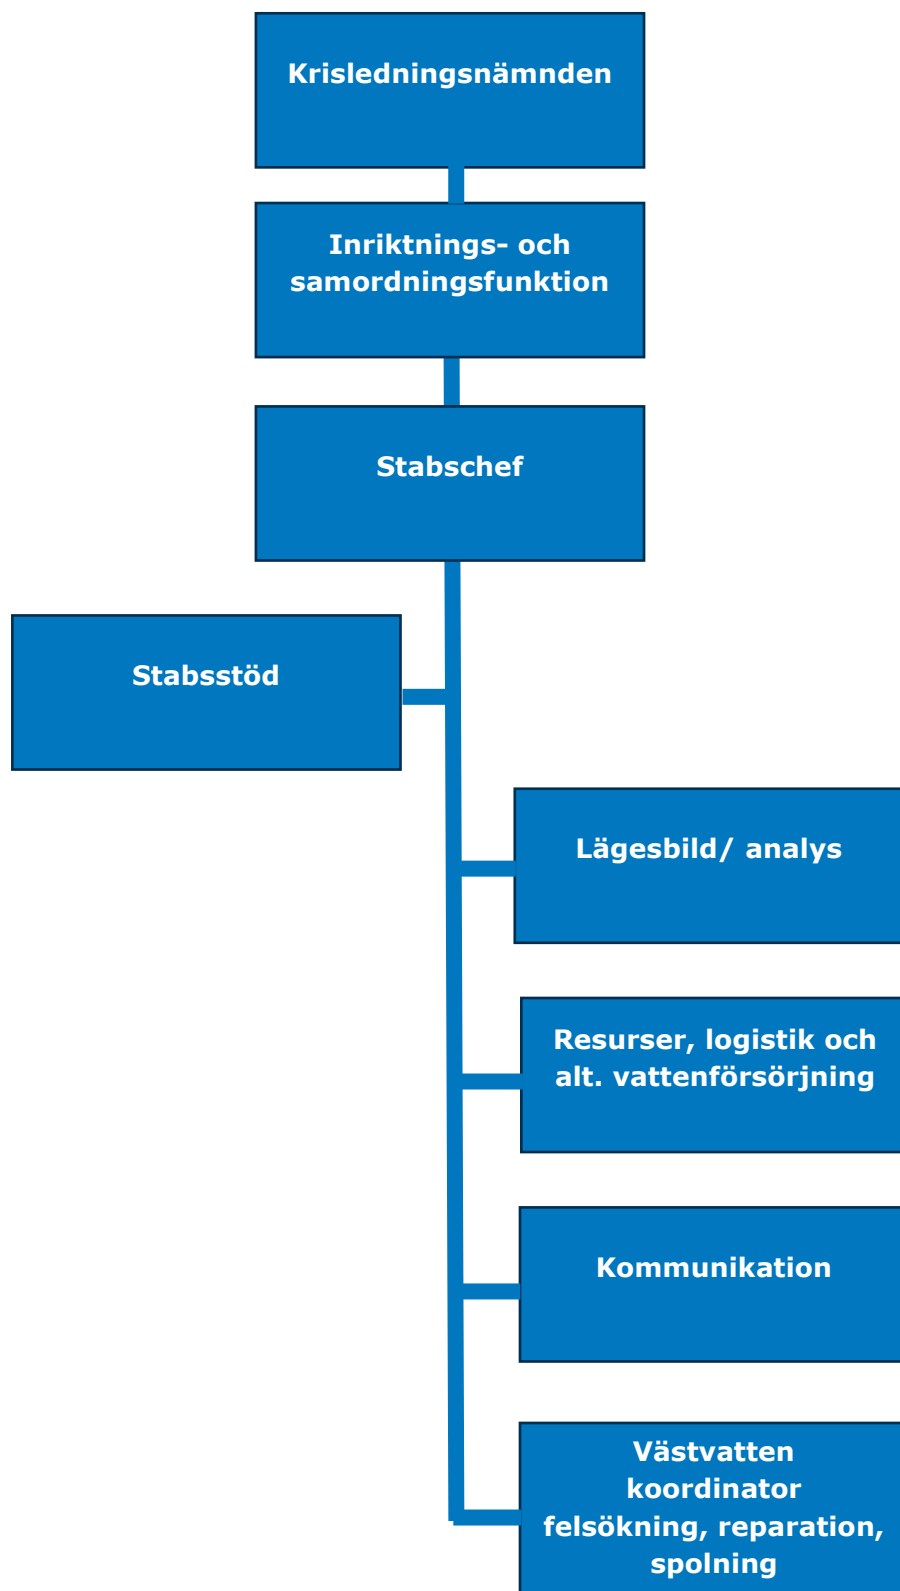 Krisledningsnämnden
Inriktnings- och
samordningsfunktion
Stabschef
Stabsstöd
Lägesbild/ analys
Resurser, logistik och
alt. vattenförsörjning
Kommunikation
Västvatten
koordinator
felsökning, reparation,
spolning